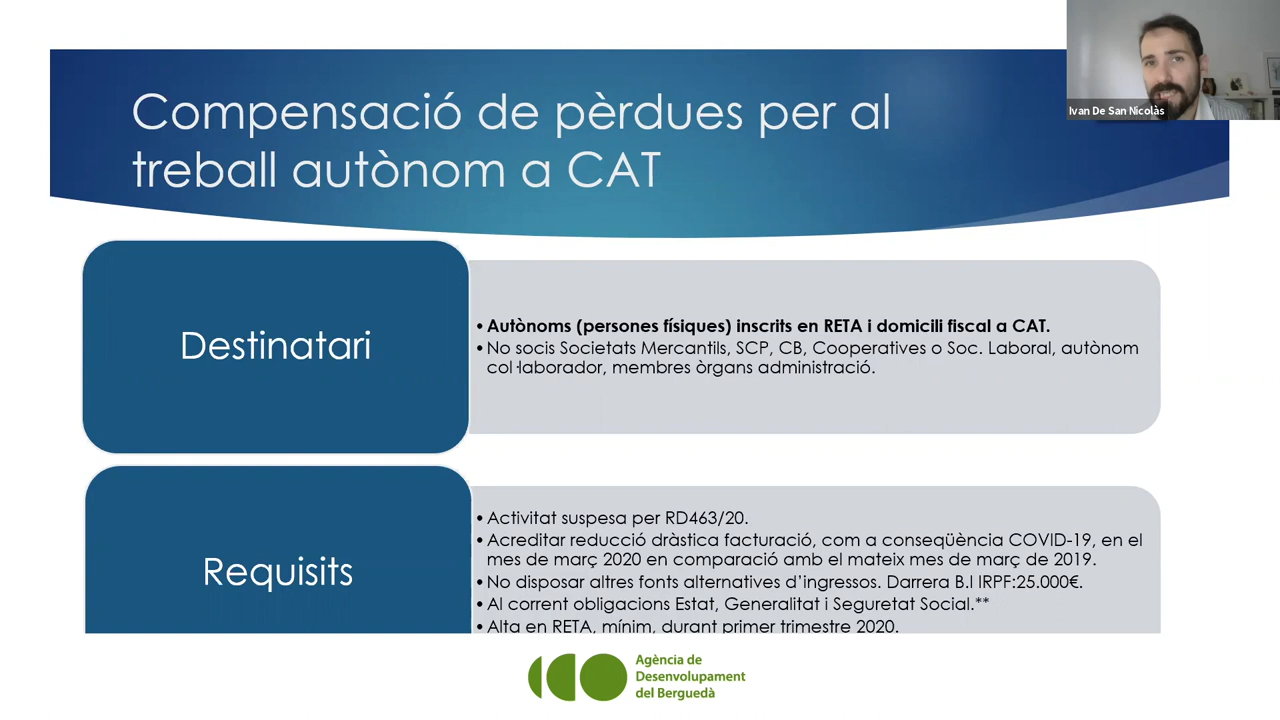 Compensació de pèrdues per al
treball autònom a CAT
Ivan De San Nicolàs
Destinatari
• Autònoms (persones físiques) inscrits en RETA i domicili fiscal a CAT.
• No socis Societats Mercantils, SCP, CB, Cooperatives o Soc. Laboral, autònom
col·laborador, membres òrgans administració.
Requisits
• Activitat suspesa per RD463/20.
• Acreditar reducció dràstica facturació, com a conseqüència COVID-19, en el
mes de març 2020 en comparació amb el mateix mes de març de 2019.
• No disposar altres fonts alternatives d’ingressos. Darrera B.I IRPF:25.000€.
• Al corrent obligacions Estat, Generalitat i Seguretat Social.**
• Alta en RETA, mínim, durant primer trimestre 2020.
Agència de
Desenvolupament
del Berguedà